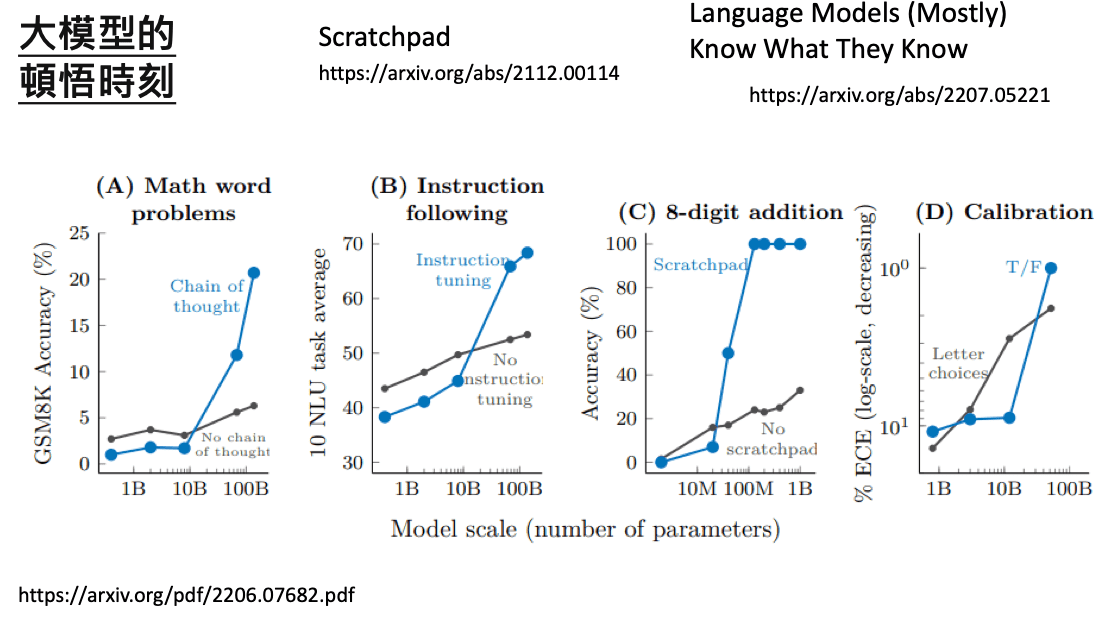 大模型的
頓悟時刻
Scratchpad
https://arxiv.org/abs/2112.00114
Language Models (Mostly)
Know What They Know
https://arxiv.org/abs/2207.05221
(A) Math word
problems
GSM8K Accuracy (%)
25
20
15
10
5
0
Chain of
thought
No chain
of thought
1B 10B 100B
(B) Instruction
following
10 NLU task average
70
60
50
40
30
Instruction
tuning
No
nstruction
tuning
1B 10B 100B
(C) 8-digit addition
Accuracy (%)
100
80
60
40
20
0
Scratchpad
No
scratchpad
10M 100M 1B
(D) Calibration
% ECE (log-scale, decreasing)
10⁰
10¹
T/F
Letter
choices
1B 10B 100B
Model scale (number of parameters)
https://arxiv.org/pdf/2206.07682.pdf